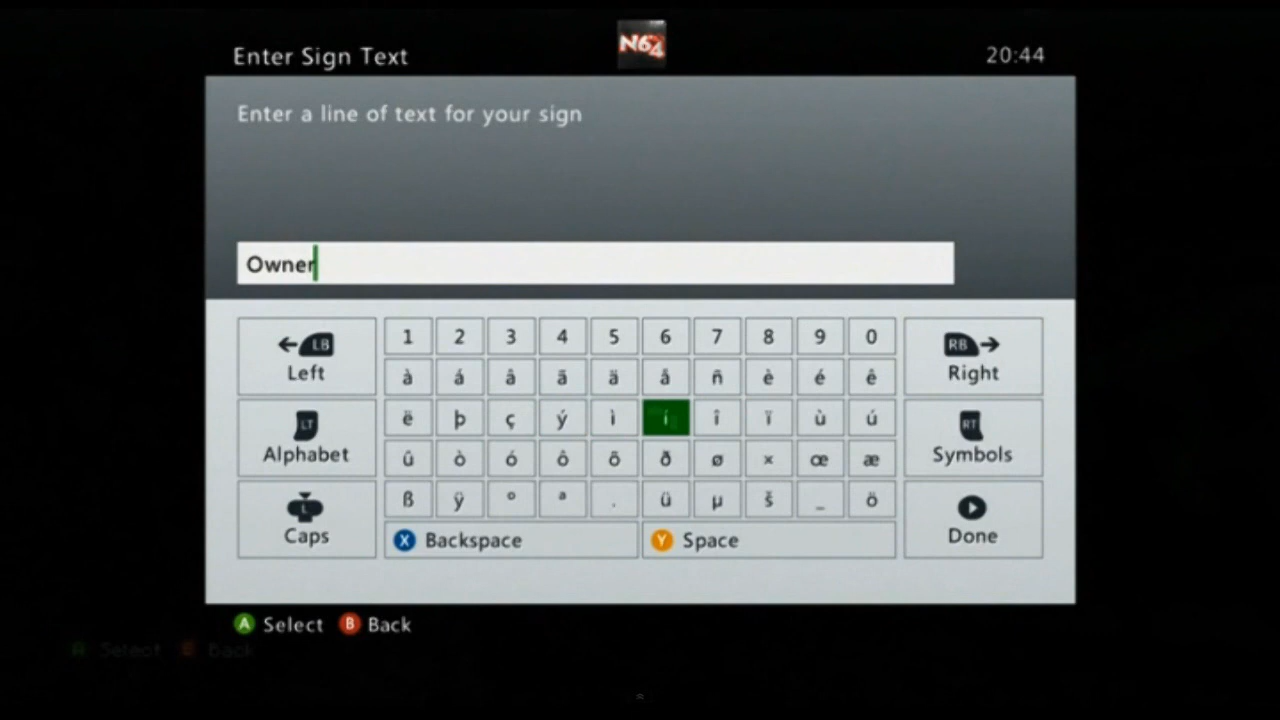 N64
Enter Sign Text
20:44
Enter a line of text for your sign
Owner
LB
Left
1 2 3 4 5 6 7 8 9 0
RB
Right
à á â ã ä å ñ è é ê
LT
Alphabet
ë þ ç ý ì í î ï ù ú
RT
Symbols
û ò ó ô õ ð ø × œ æ
L
Caps
ß ÿ º ª . ü µ š _ ö
Done
X Backspace
Y Space
A Select B Back
A Select B Back